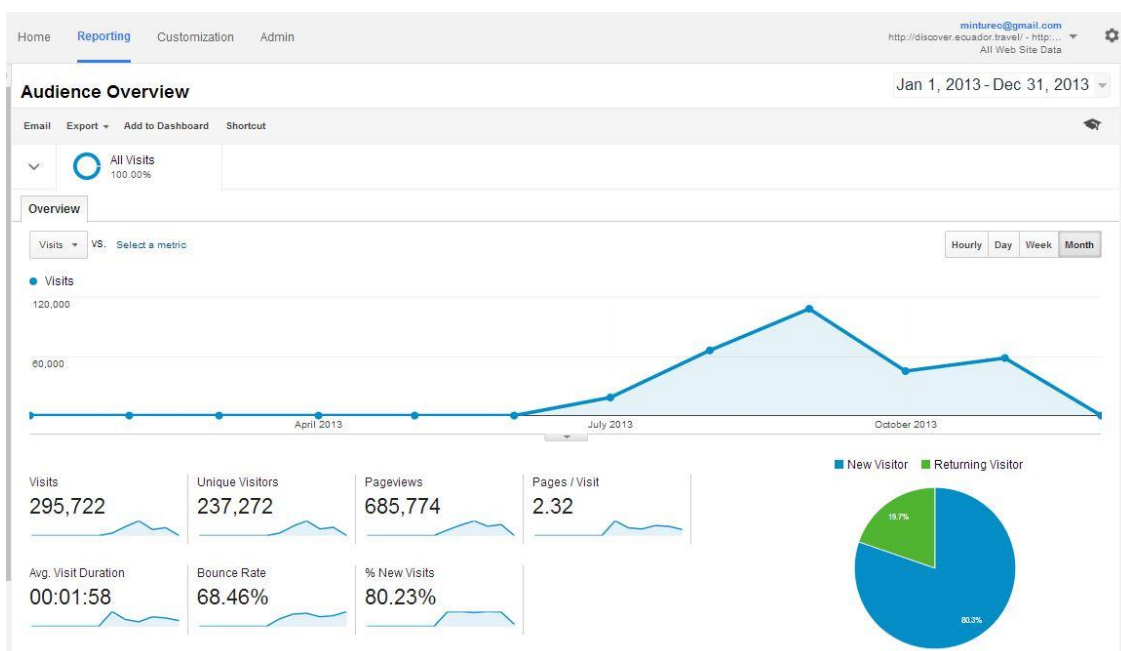 minturec@gmail.com
Home Reporting Customization Admin
http://discover.ecuador.travel/ - http:...
All Web Site Data
Audience Overview
Jan 1, 2013 - Dec 31, 2013
Email Export Add to Dashboard Shortcut
All Visits
100.00%
Overview
Visits VS. Select a metric
Hourly Day Week Month
Visits
120,000
60,000
April 2013 July 2013 October 2013
New Visitor Returning Visitor
Visits Unique Visitors Pageviews Pages / Visit
295,722 237,272 685,774 2.32
19.7%
Avg. Visit Duration Bounce Rate % New Visits
00:01:58 68.46% 80.23%
80.3%